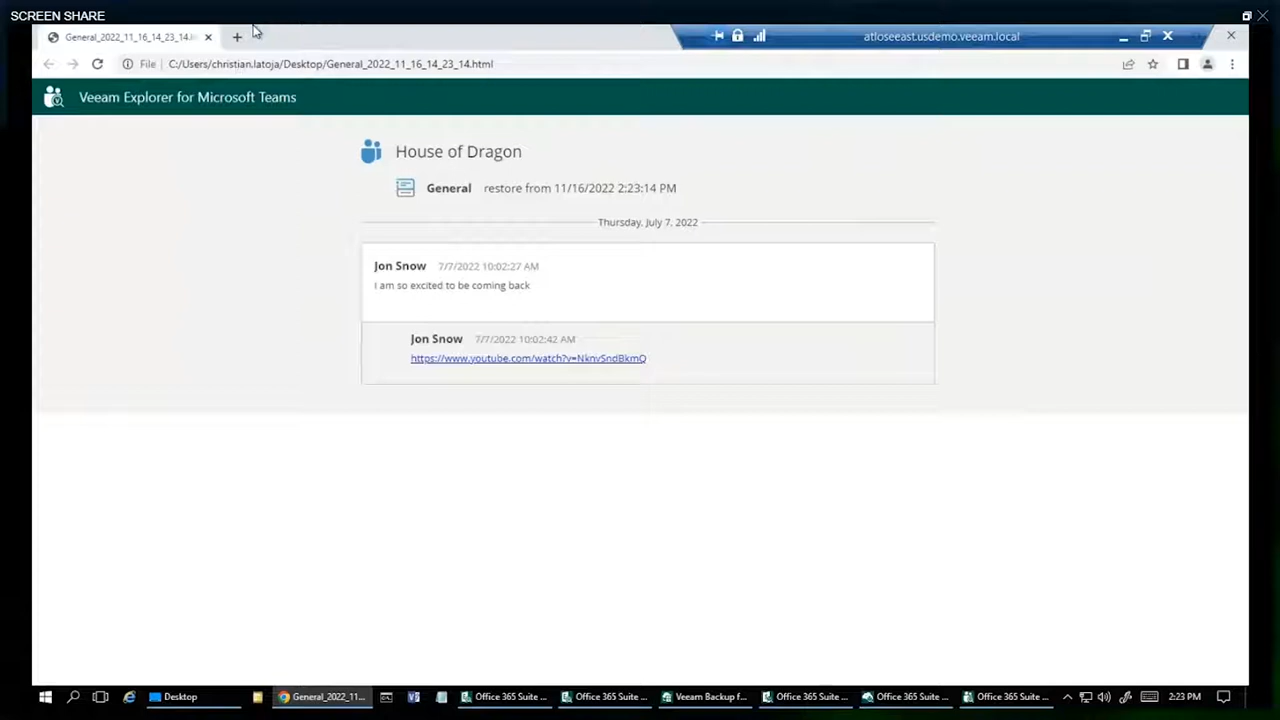 SCREEN SHARE
General_2022_11_16_14_23_14.h
atloseeast.usdemo.veeam.local
File
C:/Users/christian.latoja/Desktop/General_2022_11_16_14_23_14.html
Veeam Explorer for Microsoft Teams
House of Dragon
General restore from 11/16/2022 2:23:14 PM
Thursday, July 7, 2022
Jon Snow 7/7/2022 10:02:27 AM
I am so excited to be coming back
Jon Snow 7/7/2022 10:02:42 AM
https://www.youtube.com/watch?v=NknvSndBkmQ
Desktop
General_2022_11...
Office 365 Suite ...
Office 365 Suite ...
Veeam Backup f...
Office 365 Suite ...
Office 365 Suite ...
Office 365 Suite ...
2:23 PM